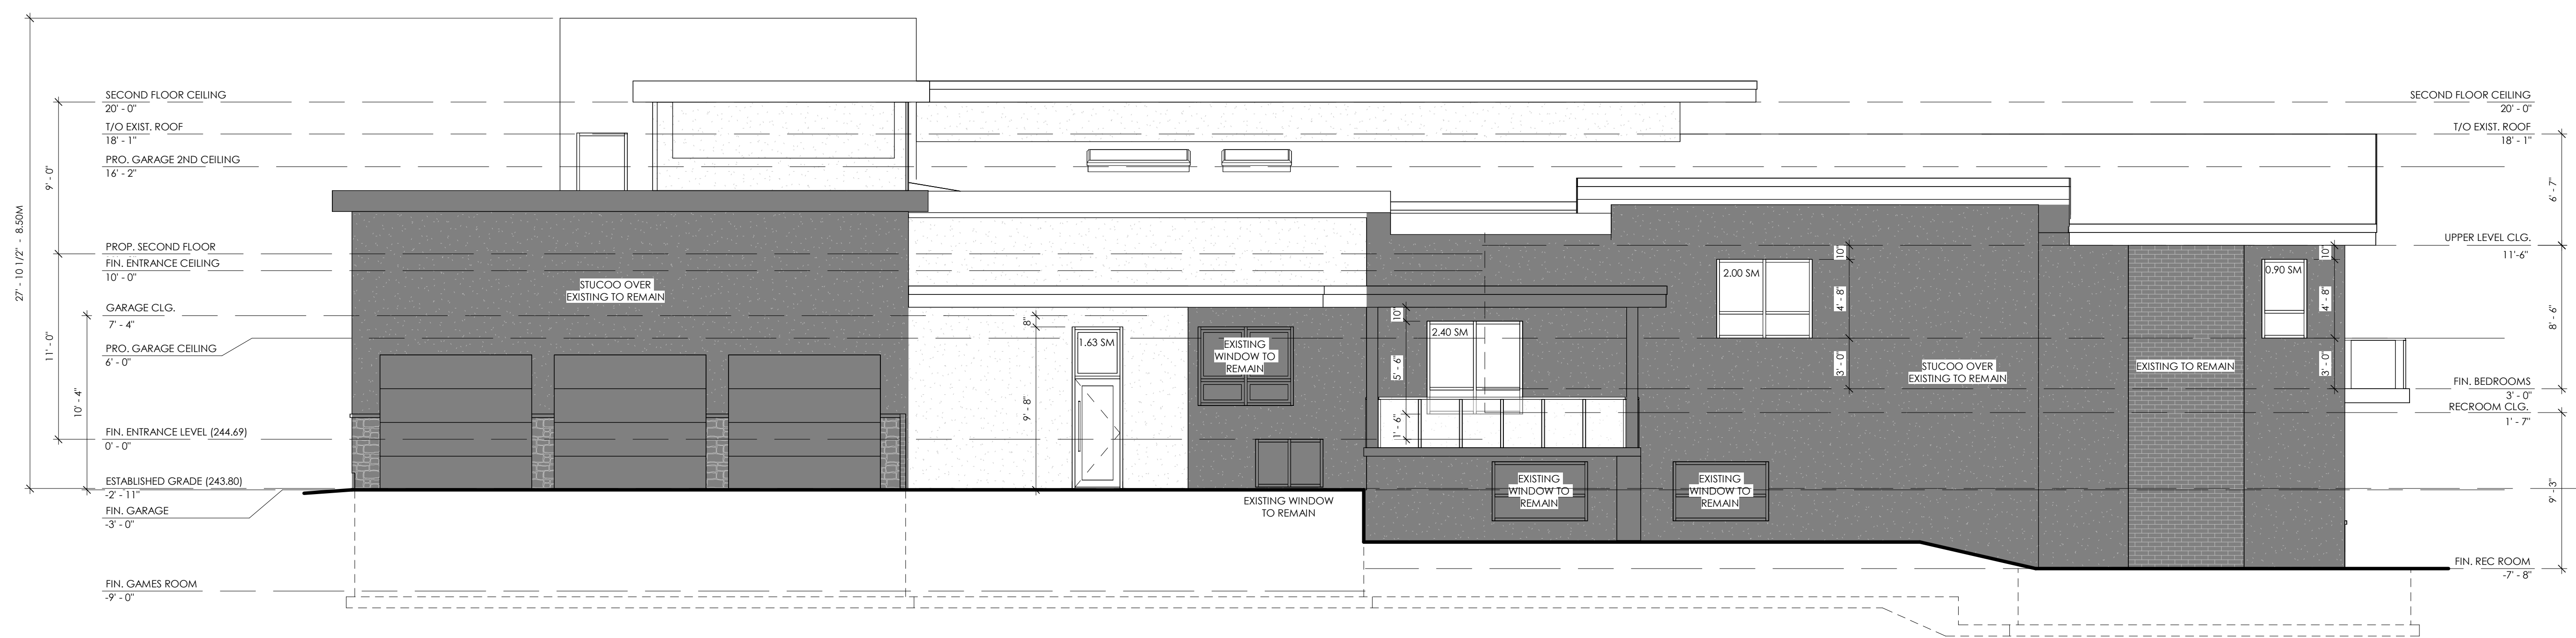 27' - 10 1/2" - 8.50M
9' - 0"
11' - 0"
10' - 4"
SECOND FLOOR CEILING
20' - 0"
T/O EXIST. ROOF
18' - 1"
PRO. GARAGE 2ND CEILING
16' - 2"
PROP. SECOND FLOOR
FIN. ENTRANCE CEILING
10' - 0"
GARAGE CLG.
7' - 4"
PRO. GARAGE CEILING
6' - 0"
FIN. ENTRANCE LEVEL (244.69)
0' - 0"
ESTABLISHED GRADE (243.80)
-2' - 11"
FIN. GARAGE
-3' - 0"
FIN. GAMES ROOM
-9' - 0"
STUCOO OVER
EXISTING TO REMAIN
8"
9' - 8"
1.63 SM
EXISTING
WINDOW TO
REMAIN
EXISTING WINDOW
TO REMAIN
10"
5' - 6"
1' - 6"
2.40 SM
EXISTING
WINDOW TO
REMAIN
EXISTING
WINDOW TO
REMAIN
2.00 SM
10"
4' - 8"
3' - 0"
STUCOO OVER
EXISTING TO REMAIN
EXISTING TO REMAIN
0.90 SM
10"
4' - 8"
3' - 0"
SECOND FLOOR CEILING
20' - 0"
T/O EXIST. ROOF
18' - 1"
UPPER LEVEL CLG.
11'-6"
FIN. BEDROOMS
3' - 0"
RECROOM CLG.
1' - 7"
FIN. REC ROOM
-7' - 8"
6' - 7"
8' - 6"
9' - 3"